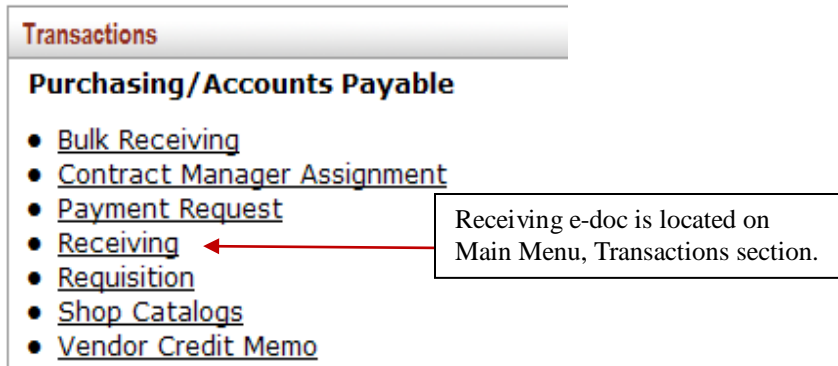 Transactions
Purchasing/Accounts Payable
• Bulk Receiving
• Contract Manager Assignment
• Payment Request
• Receiving
Receiving e-doc is located on
Main Menu, Transactions section.
• Requisition
• Shop Catalogs
• Vendor Credit Memo